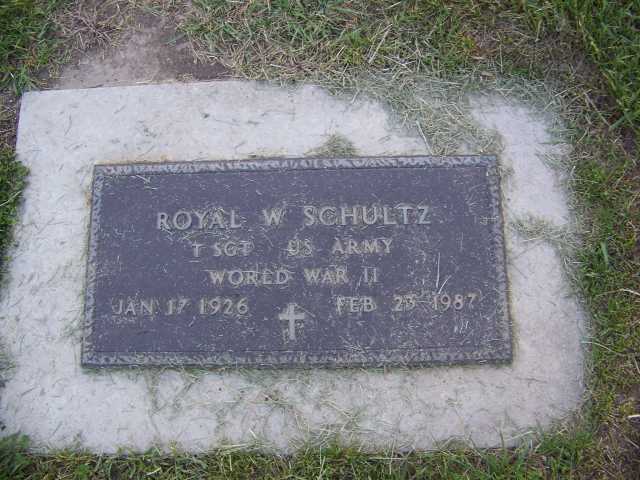 ROYAL W SCHULTZ
T SGT US ARMY
WORLD WAR II
JAN 17 1926 FEB 23 1987